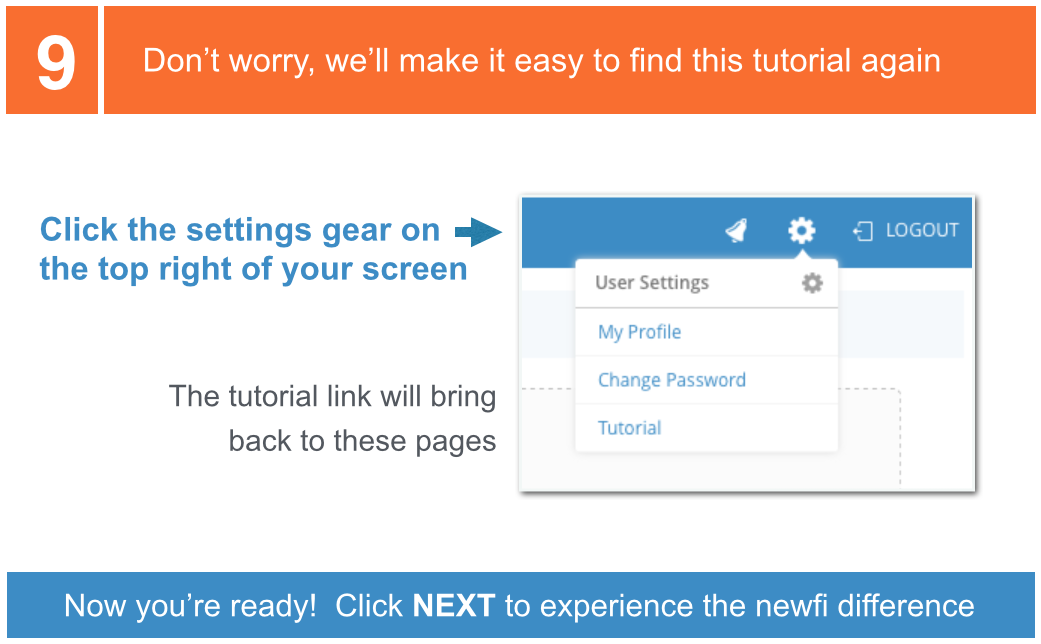 9
Don’t worry, we’ll make it easy to find this tutorial again
Click the settings gear on
the top right of your screen
The tutorial link will bring
back to these pages
LOGOUT
User Settings
My Profile
Change Password
Tutorial
Now you’re ready!  Click NEXT to experience the newfi difference